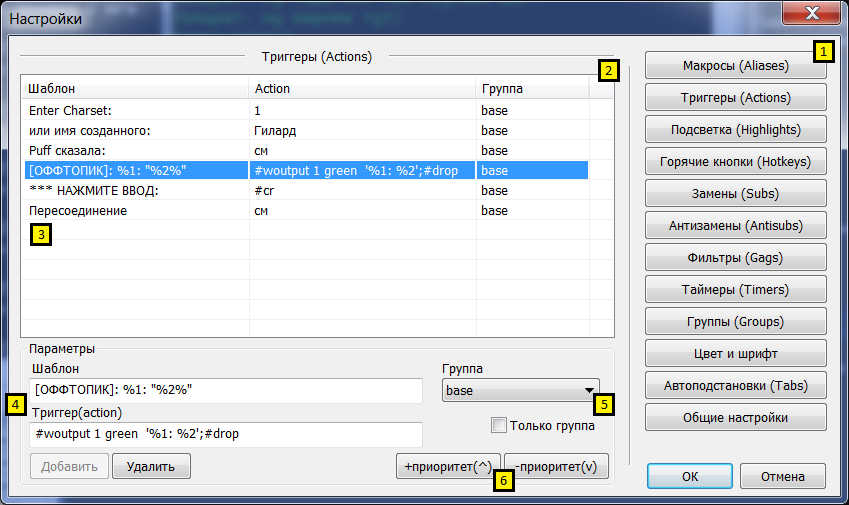 Настройки
1
Триггеры (Actions)
2
Шаблон Action Группа
Enter Charset: 1 base
или имя созданного: Гилард base
Puff сказала: см base
[ОФФТОПИК]: %1: "%2%" #woutput 1 green '%1: %2';#drop base
*** НАЖМИТЕ ВВОД: #cr base
Пересоединение см base
3
Параметры
Шаблон Группа
[ОФФТОПИК]: %1: "%2%" base
4 5
Триггер(action)
#woutput 1 green '%1: %2';#drop Только группа
Добавить Удалить +приоритет(^) -приоритет(v)
6
Макросы (Aliases)
Триггеры (Actions)
Подсветка (Highlights)
Горячие кнопки (Hotkeys)
Замены (Subs)
Антизамены (Antisubs)
Фильтры (Gags)
Таймеры (Timers)
Группы (Groups)
Цвет и шрифт
Автоподстановки (Tabs)
Общие настройки
ОК Отмена